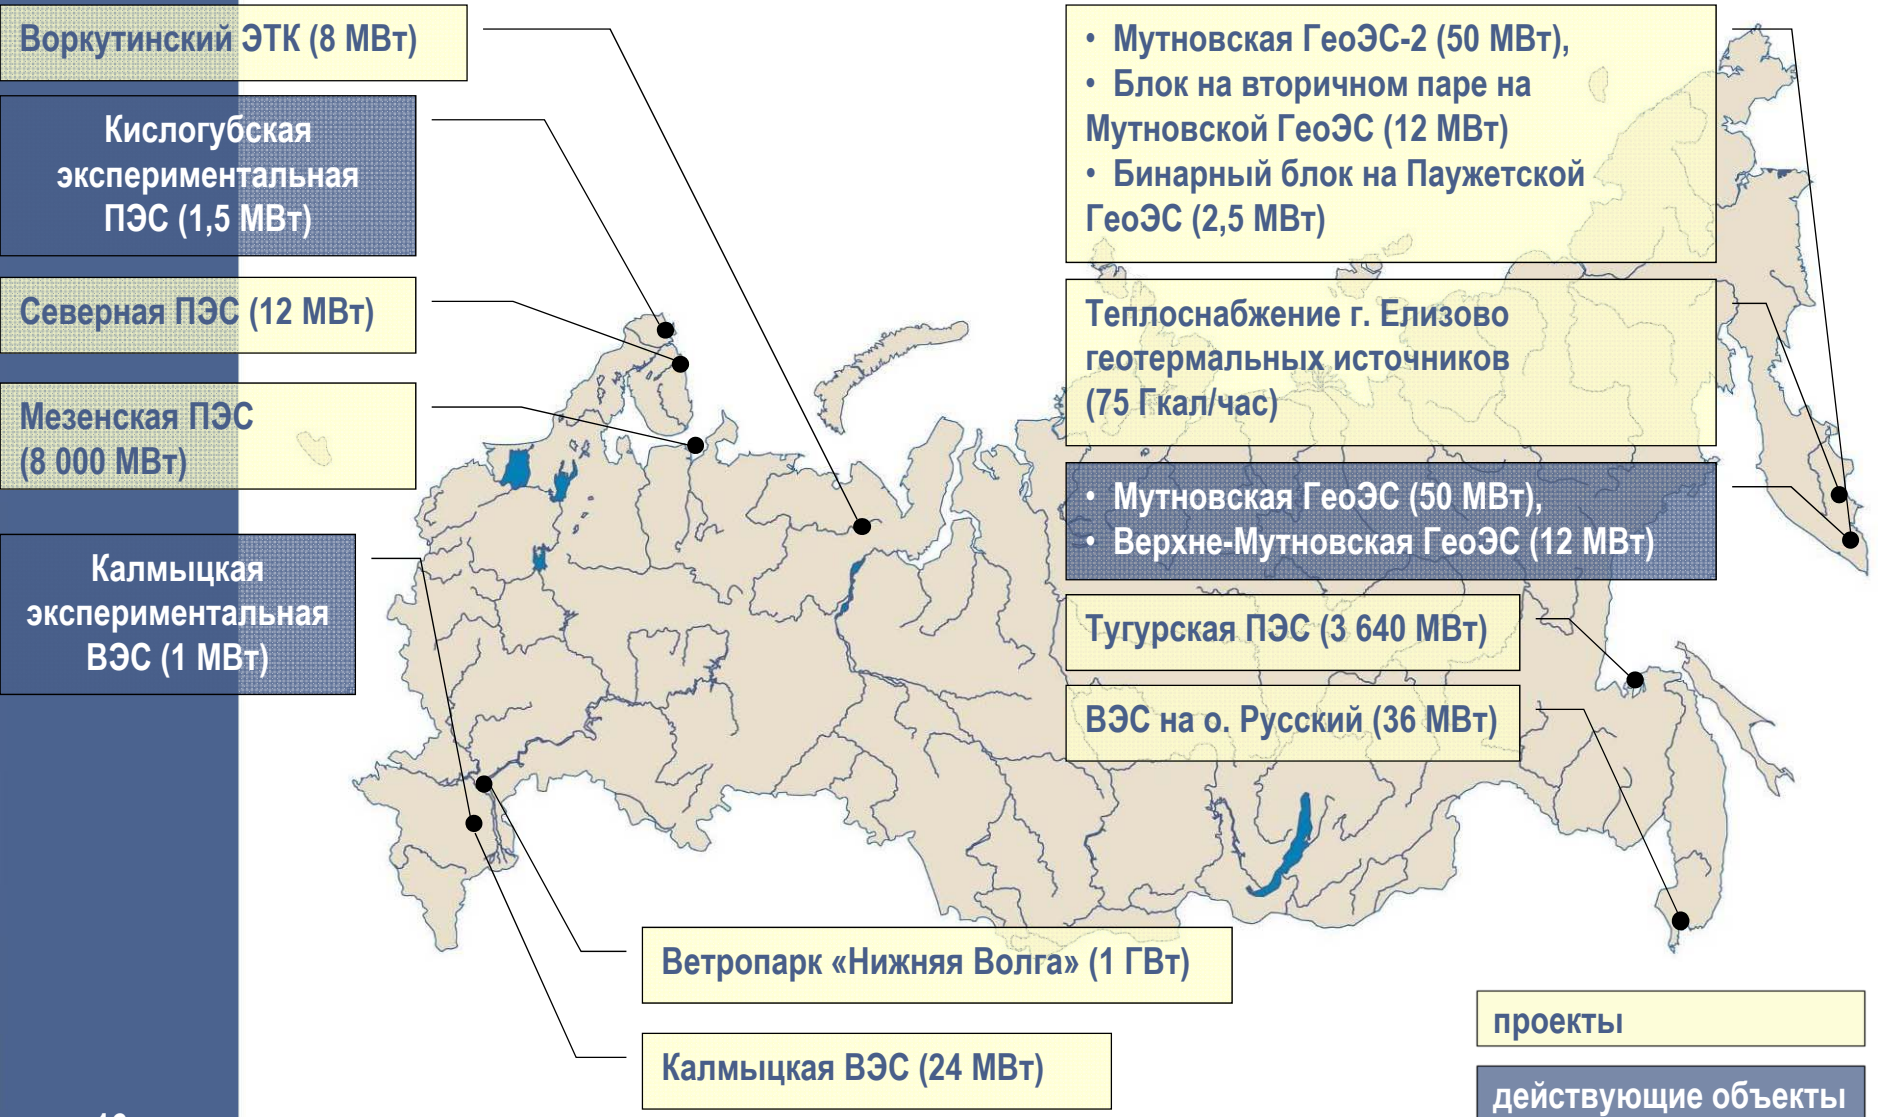 Воркутинский ЭТК (8 МВт)
Кислогубская
экспериментальная
ПЭС (1,5 МВт)
Северная ПЭС (12 МВт)
Мезенская ПЭС
(8 000 МВт)
Калмыцкая
экспериментальная
ВЭС (1 МВт)
• Мутновская ГеоЭС-2 (50 МВт),
• Блок на вторичном паре на
Мутновской ГеоЭС (12 МВт)
• Бинарный блок на Паужетской
ГеоЭС (2,5 МВт)
Теплоснабжение г. Елизово
геотермальных источников
(75 Гкал/час)
• Мутновская ГеоЭС (50 МВт),
• Верхне-Мутновская ГеоЭС (12 МВт)
Тугурская ПЭС (3 640 МВт)
ВЭС на о. Русский (36 МВт)
Ветропарк «Нижняя Волга» (1 ГВт)
Калмыцкая ВЭС (24 МВт)
проекты
действующие объекты